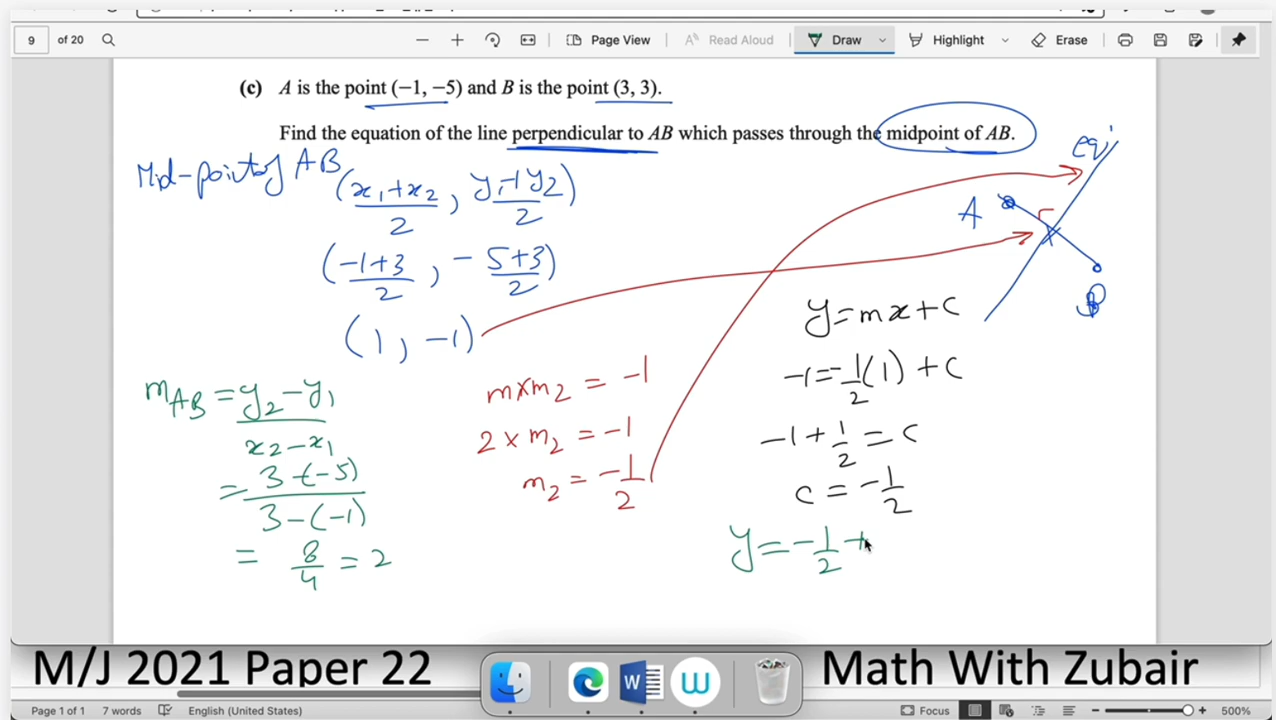 9 of 20 Page View Read Aloud Draw Highlight Erase
(c) A is the point (−1, −5) and B is the point (3, 3).
Find the equation of the line perpendicular to AB which passes through the midpoint of AB.
Mid-point of AB
(x₁+x₂/2, y₁+y₂/2)
(-1+3/2, -5+3/2)
(1, -1)
A
B
m_AB = y₂-y₁/x₂-x₁
= 3-(-5)/3-(-1)
= 8/4 = 2
m×m₂ = -1
2×m₂ = -1
m₂ = -1/2
y=mx+c
-1=-1/2(1)+c
-1+1/2=c
c=-1/2
y=-1/2
M/J 2021 Paper 22
W
Math With Zubair
Page 1 of 1 7 words English (United States) Focus 500%